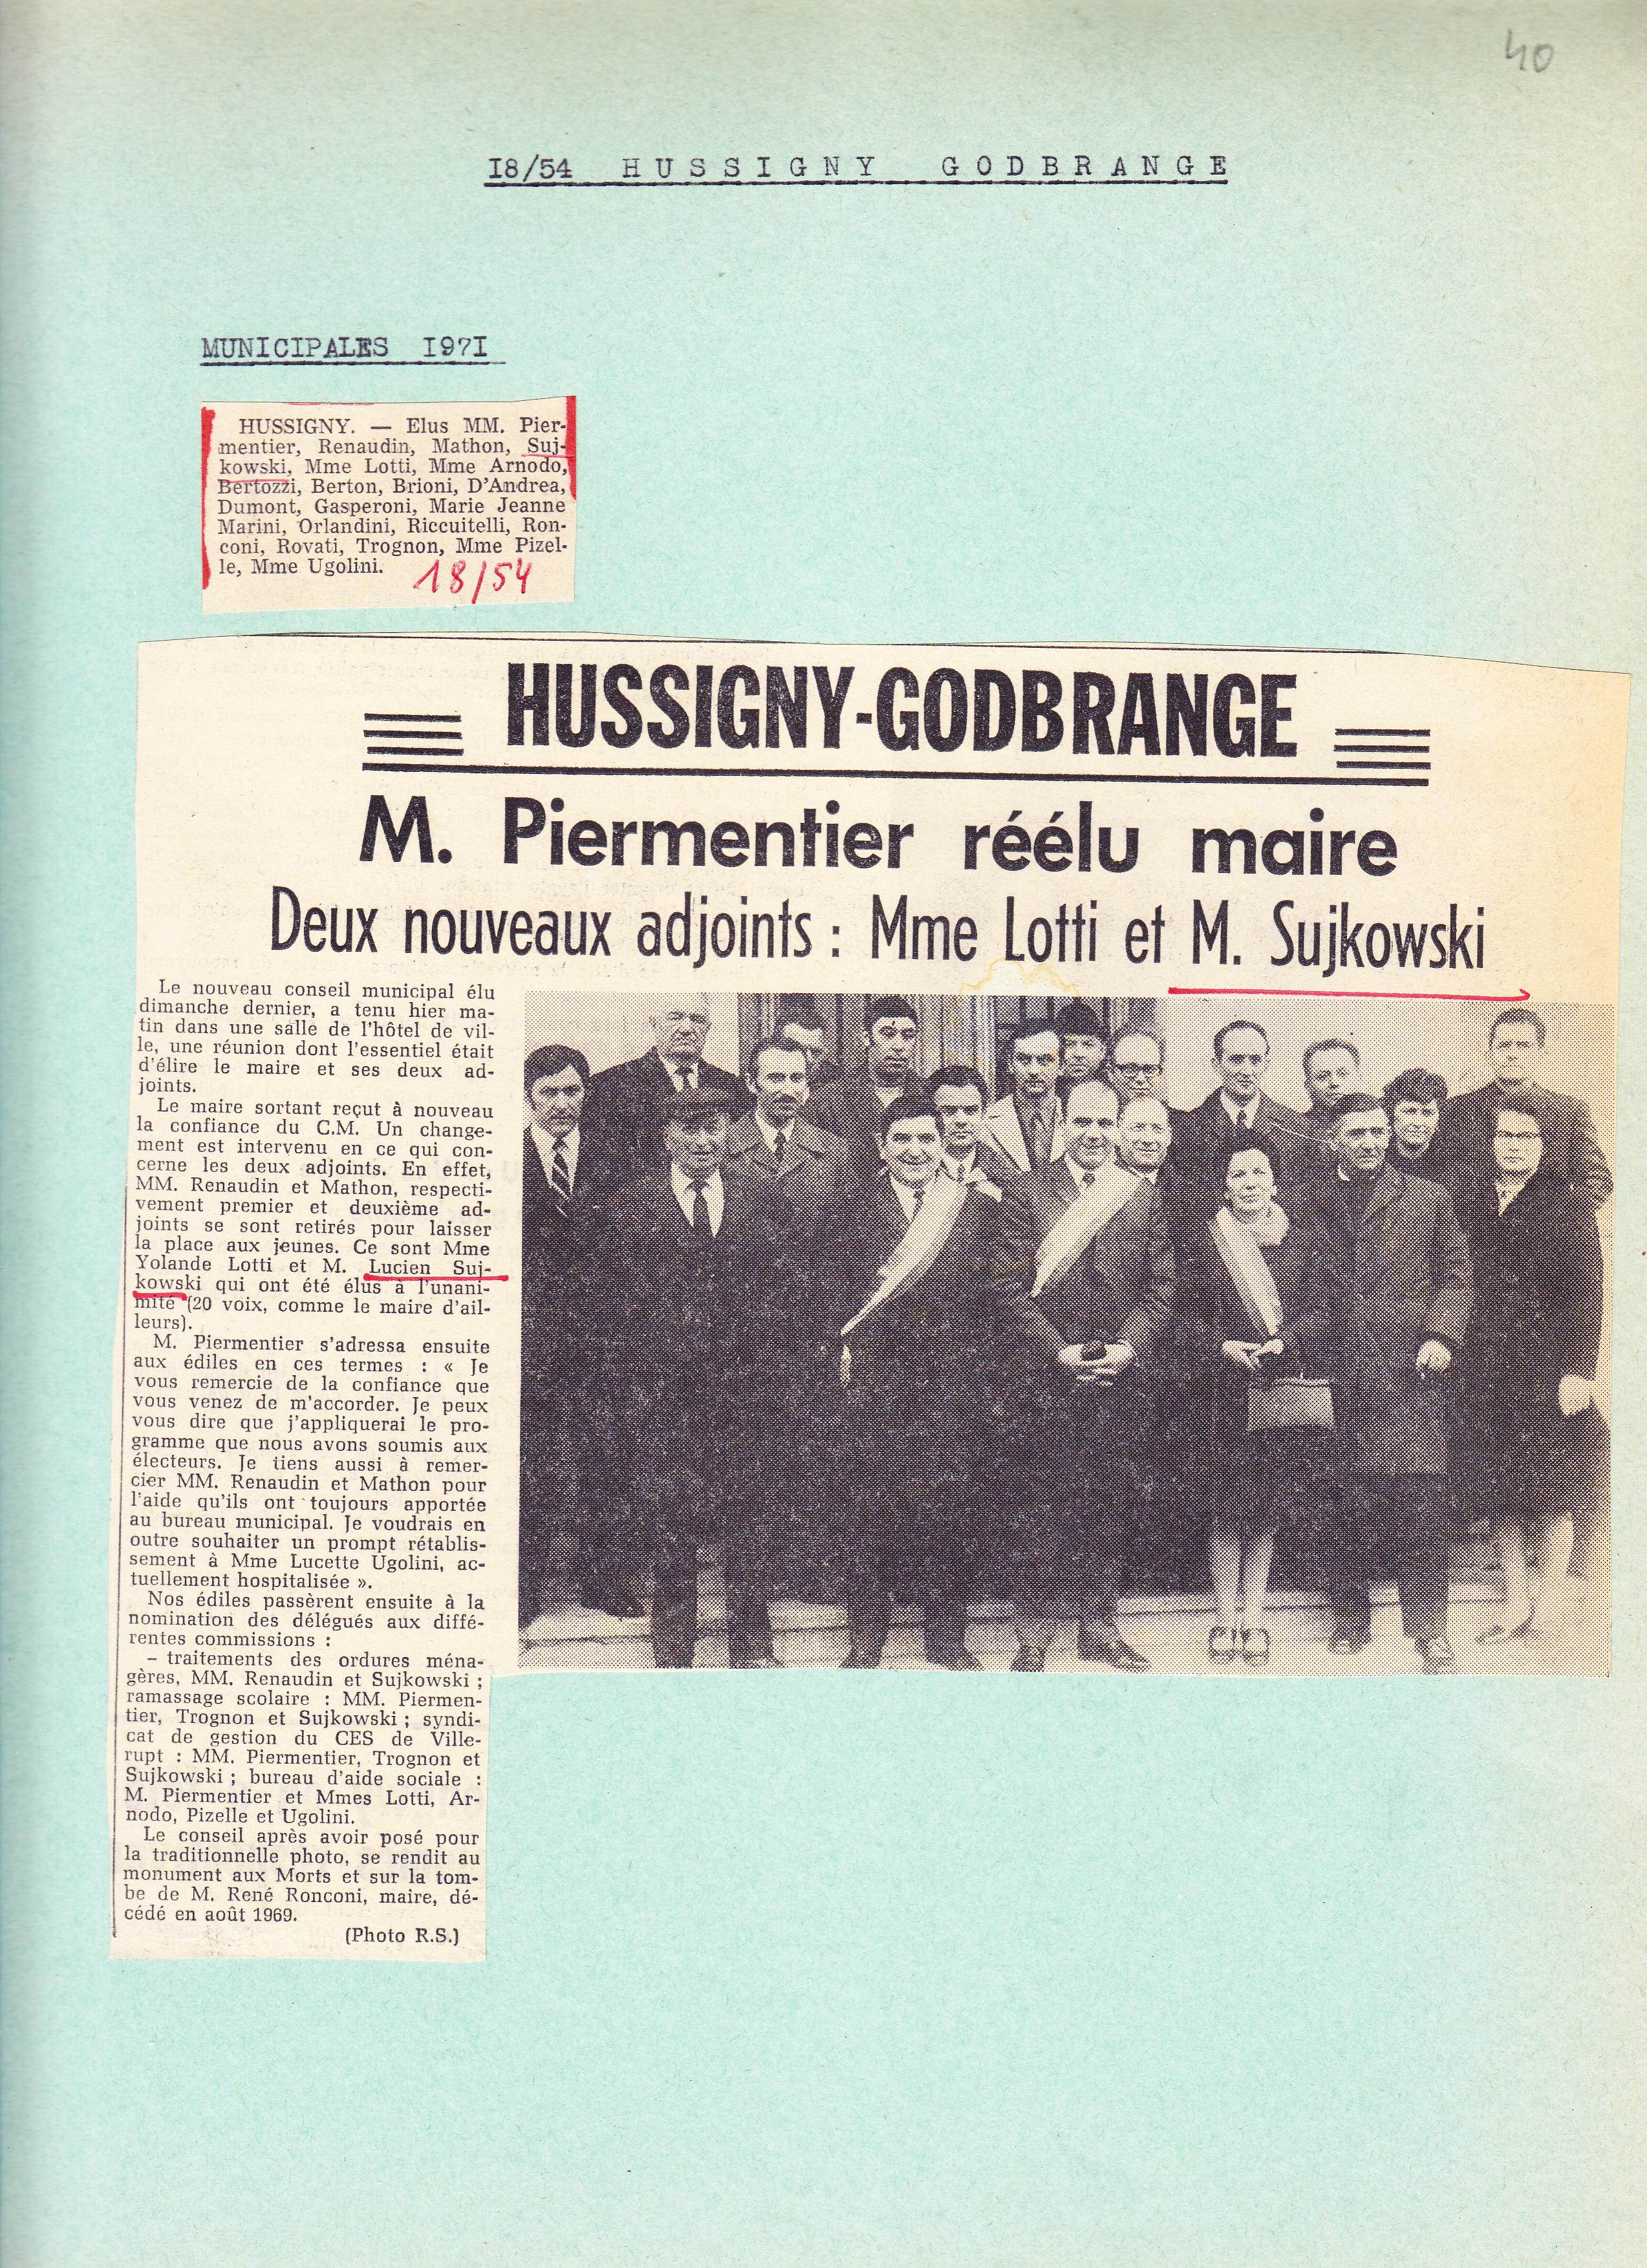 40
I8/54 HUSSIGNY GODBRANGE
MUNICIPALES I97I
HUSSIGNY. — Elus MM. Pier-
mentier, Renaudin, Mathon, Suj-
kowski, Mme Lotti, Mme Arnodo,
Bertozzi, Berton, Brioni, D'Andrea,
Dumont, Gasperoni, Marie Jeanne
Marini, Orlandini, Riccuitelli, Ron-
coni, Rovati, Trognon, Mme Pizel-
le, Mme Ugolini.
18/54
HUSSIGNY-GODBRANGE
M. Piermentier réélu maire
Deux nouveaux adjoints : Mme Lotti et M. Sujkowski
Le nouveau conseil municipal élu
dimanche dernier, a tenu hier ma-
tin dans une salle de l'hôtel de vil-
le, une réunion dont l'essentiel était
d'élire le maire et ses deux ad-
joints.
Le maire sortant reçut à nouveau
la confiance du C.M. Un change-
ment est intervenu en ce qui con-
cerne les deux adjoints. En effet,
MM. Renaudin et Mathon, respecti-
vement premier et deuxième ad-
joints se sont retirés pour laisser
la place aux jeunes. Ce sont Mme
Yolande Lotti et M. Lucien Suj-
kowski qui ont été élus à l'unani-
mité (20 voix, comme le maire d'ail-
leurs).
M. Piermentier s'adressa ensuite
aux édiles en ces termes : « Je
vous remercie de la confiance que
vous venez de m'accorder. Je peux
vous dire que j'appliquerai le pro-
gramme que nous avons soumis aux
électeurs. Je tiens aussi à remer-
cier MM. Renaudin et Mathon pour
l'aide qu'ils ont toujours apportée
au bureau municipal. Je voudrais en
outre souhaiter un prompt rétablis-
sement à Mme Lucette Ugolini, ac-
tuellement hospitalisée ».
Nos édiles passèrent ensuite à la
nomination des délégués aux diffé-
rentes commissions :
– traitements des ordures ména-
gères, MM. Renaudin et Sujkowski ;
ramassage scolaire : MM. Piermen-
tier, Trognon et Sujkowski ; syndi-
cat de gestion du CES de Ville-
rupt : MM. Piermentier, Trognon et
Sujkowski ; bureau d'aide sociale :
M. Piermentier et Mmes Lotti, Ar-
nodo, Pizelle et Ugolini.
Le conseil après avoir posé pour
la traditionnelle photo, se rendit au
monument aux Morts et sur la tom-
be de M. René Ronconi, maire, dé-
cédé en août 1969.
(Photo R.S.)